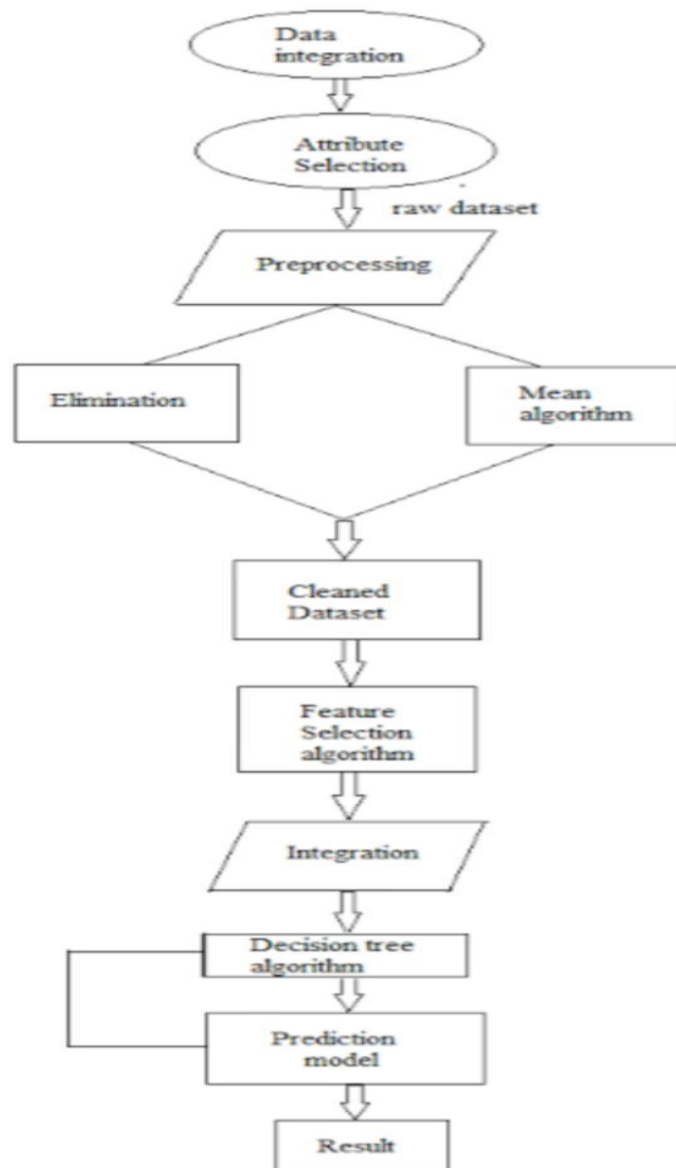 Data
integration
Attribute
Selection
raw dataset
Preprocessing
Elimination
Mean
algorithm
Cleaned
Dataset
Feature
Selection
algorithm
Integration
Decision tree
algorithm
Prediction
model
Result